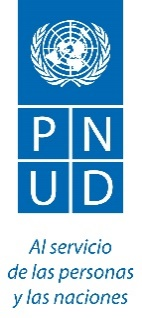 P N
U D
Al servicio
de las personas
y las naciones